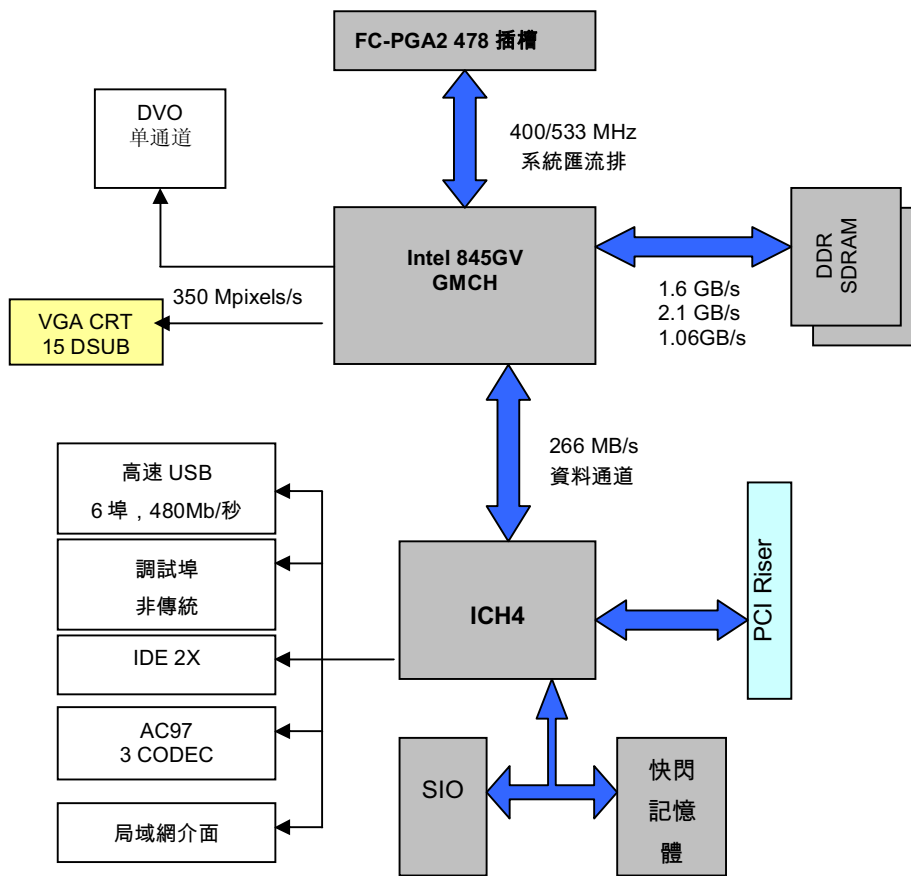 FC-PGA2 478 插槽
DVO
单通道
400/533 MHz
系統匯流排
Intel 845GV
GMCH
DDR
SDRAM
350 Mpixels/s
VGA CRT
15 DSUB
1.6 GB/s
2.1 GB/s
1.06GB/s
266 MB/s
資料通道
高速 USB
6 埠，480Mb/秒
調試埠
非傳統
IDE 2X
AC97
3 CODEC
局域網介面
ICH4
PCI Riser
SIO
快閃
記憶
體